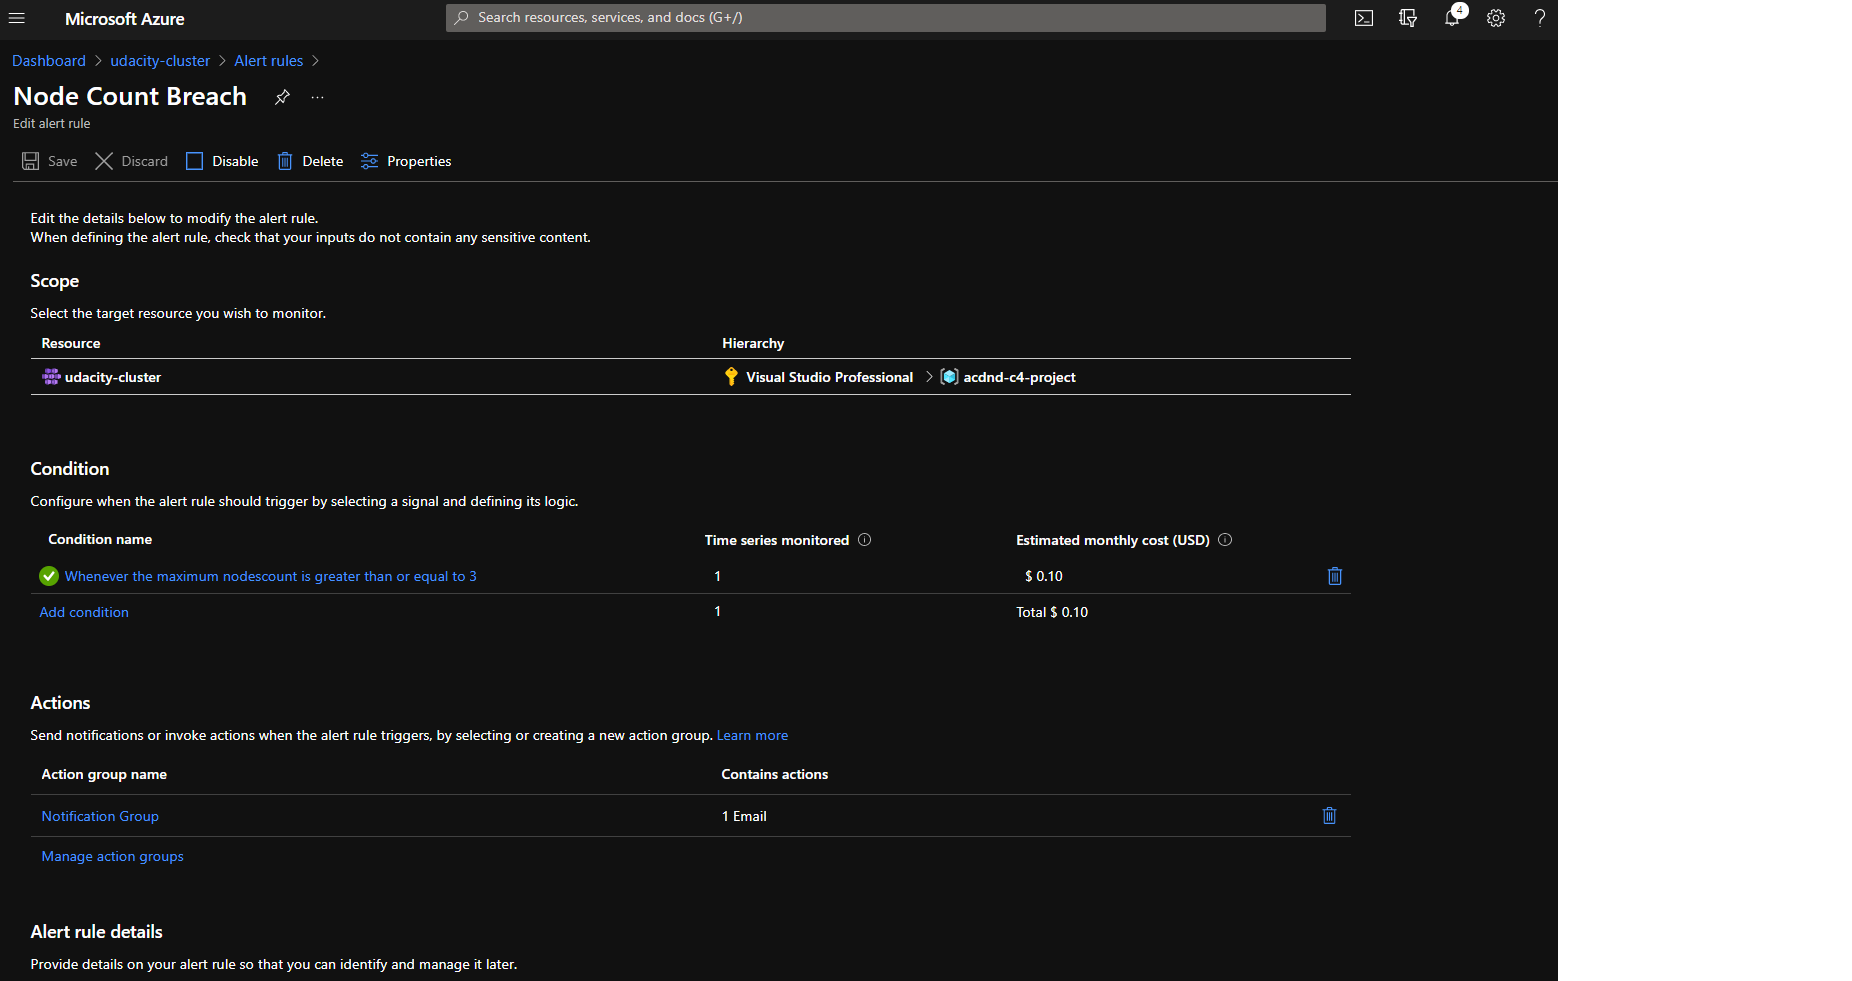 Microsoft Azure
Search resources, services, and docs (G+/)
4
Dashboard > udacity-cluster > Alert rules >
Node Count Breach
...
Edit alert rule
Save Discard Disable Delete Properties
Edit the details below to modify the alert rule.
When defining the alert rule, check that your inputs do not contain any sensitive content.
Scope
Select the target resource you wish to monitor.
Resource Hierarchy
udacity-cluster Visual Studio Professional > acdnd-c4-project
Condition
Configure when the alert rule should trigger by selecting a signal and defining its logic.
Condition name Time series monitored Estimated monthly cost (USD)
Whenever the maximum nodescount is greater than or equal to 3 1 $ 0.10
Add condition 1 Total $ 0.10
Actions
Send notifications or invoke actions when the alert rule triggers, by selecting or creating a new action group. Learn more
Action group name Contains actions
Notification Group 1 Email
Manage action groups
Alert rule details
Provide details on your alert rule so that you can identify and manage it later.